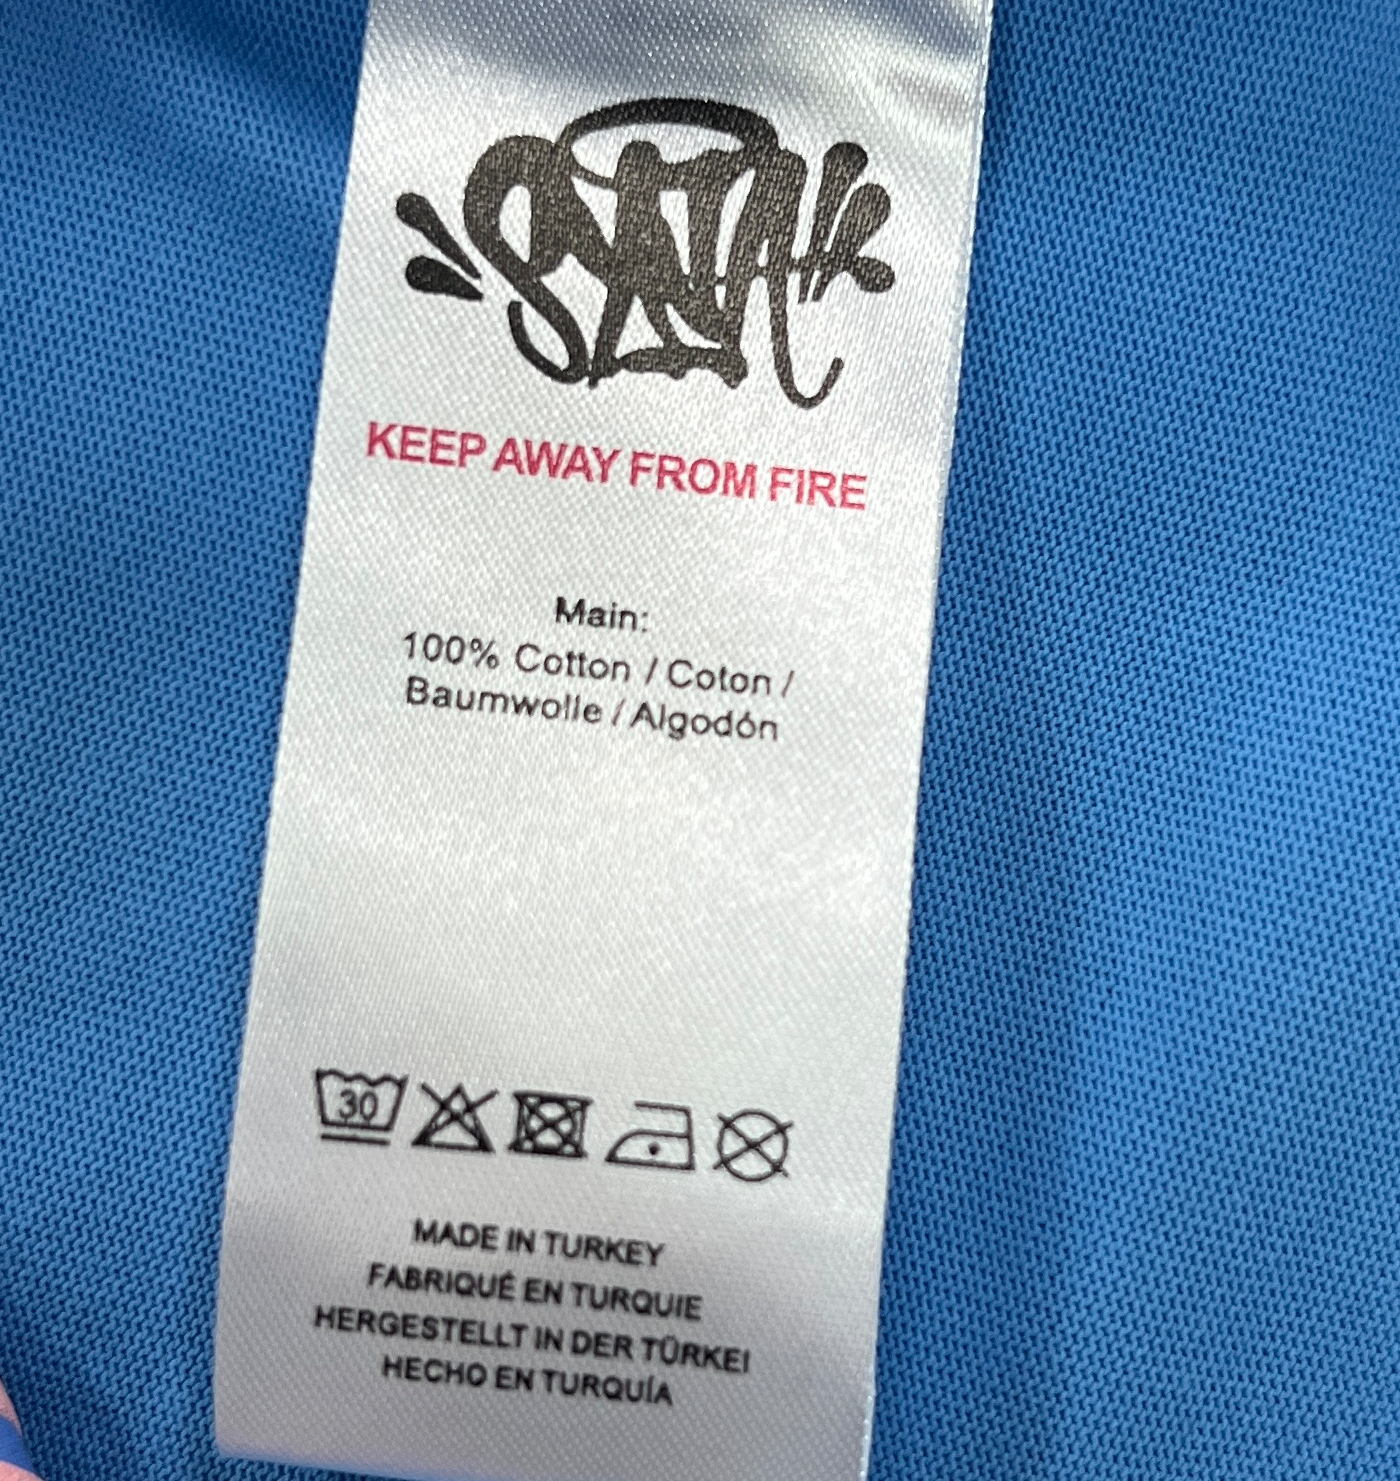 SYNA
KEEP AWAY FROM FIRE
Main:
100% Cotton / Coton /
Baumwolle / Algodón
30
MADE IN TURKEY
FABRIQUÉ EN TURQUIE
HERGESTELLT IN DER TÜRKEI
HECHO EN TURQUÍA